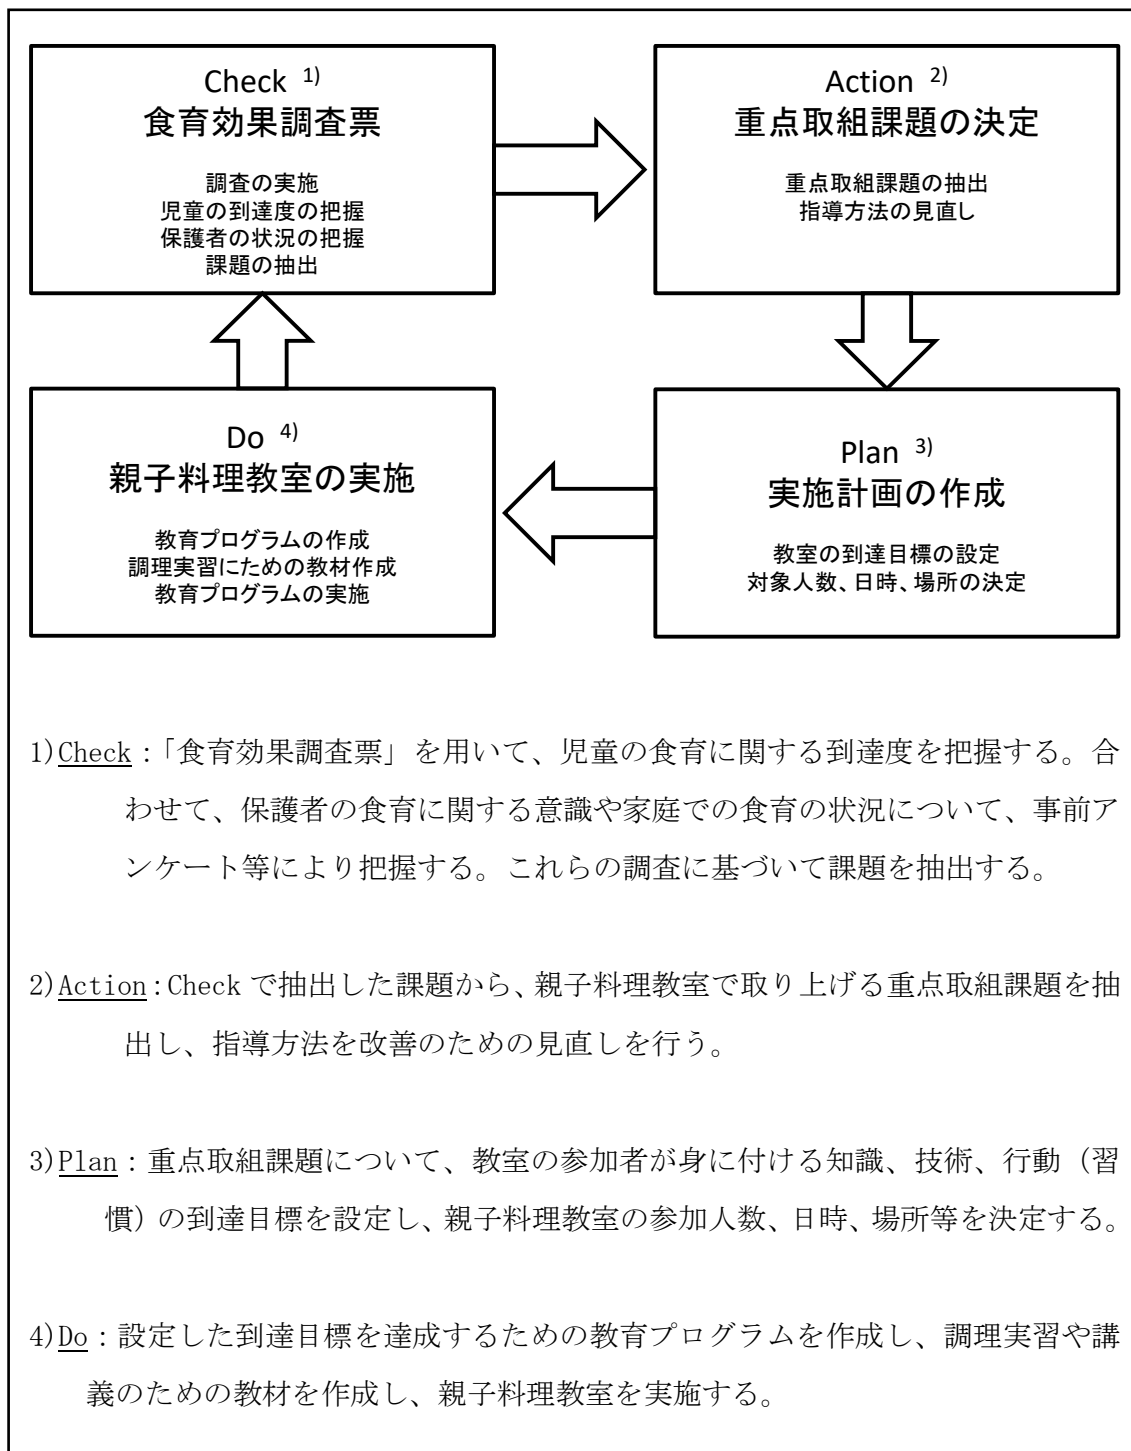 Check 1)
食育効果調査票
調査の実施
児童の到達度の把握
保護者の状況の把握
課題の抽出
Action 2)
重点取組課題の決定
重点取組課題の抽出
指導方法の見直し
Do 4)
親子料理教室の実施
教育プログラムの作成
調理実習にための教材作成
教育プログラムの実施
Plan 3)
実施計画の作成
教室の到達目標の設定
対象人数、日時、場所の決定
1)Check:「食育効果調査票」を用いて、児童の食育に関する到達度を把握する。合
わせて、保護者の食育に関する意識や家庭での食育の状況について、事前ア
ンケート等により把握する。これらの調査に基づいて課題を抽出する。
2)Action:Checkで抽出した課題から、親子料理教室で取り上げる重点取組課題を抽
出し、指導方法を改善のための見直しを行う。
3)Plan:重点取組課題について、教室の参加者が身に付ける知識、技術、行動（習
慣）の到達目標を設定し、親子料理教室の参加人数、日時、場所等を決定する。
4)Do:設定した到達目標を達成するための教育プログラムを作成し、調理実習や講
義のための教材を作成し、親子料理教室を実施する。